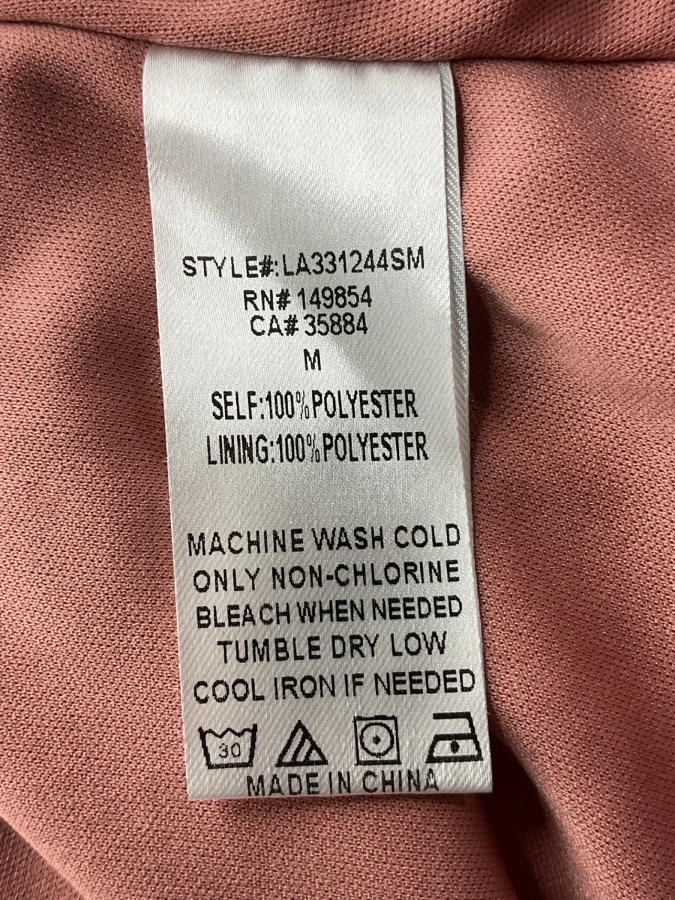 STYLE#:LA331244SM
RN# 149854
CA# 35884
M
SELF:100%POLYESTER
LINING:100%POLYESTER
MACHINE WASH COLD
ONLY NON-CHLORINE
BLEACH WHEN NEEDED
TUMBLE DRY LOW
COOL IRON IF NEEDED
30
MADE IN CHINA